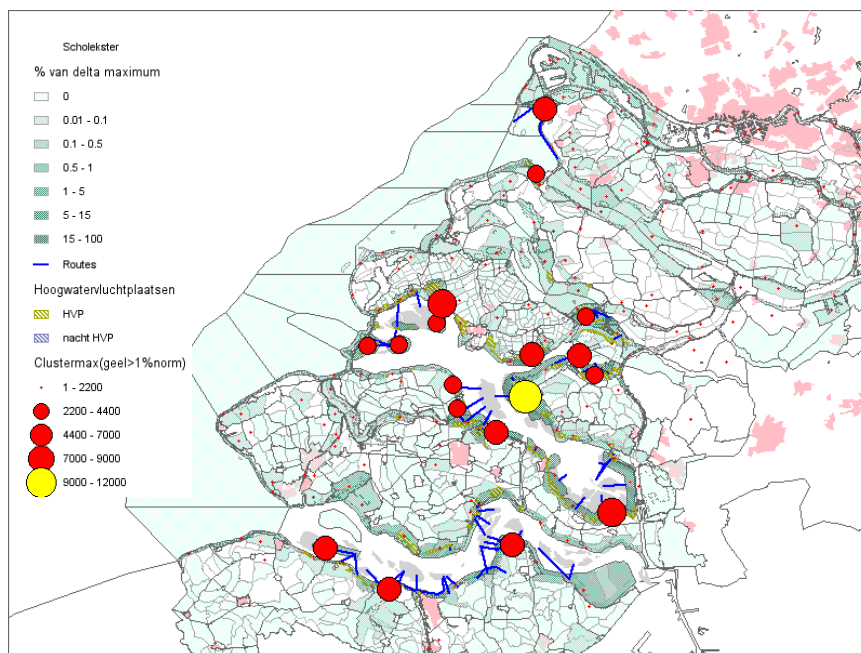 Scholekster
% van delta maximum
0
0.01 - 0.1
0.1 - 0.5
0.5 - 1
1 - 5
5 - 15
15 - 100
Routes
Hoogwatervluchtplaatsen
HVP
nacht HVP
Clustermax(geel>1%norm)
1 - 2200
2200 - 4400
4400 - 7000
7000 - 9000
9000 - 12000